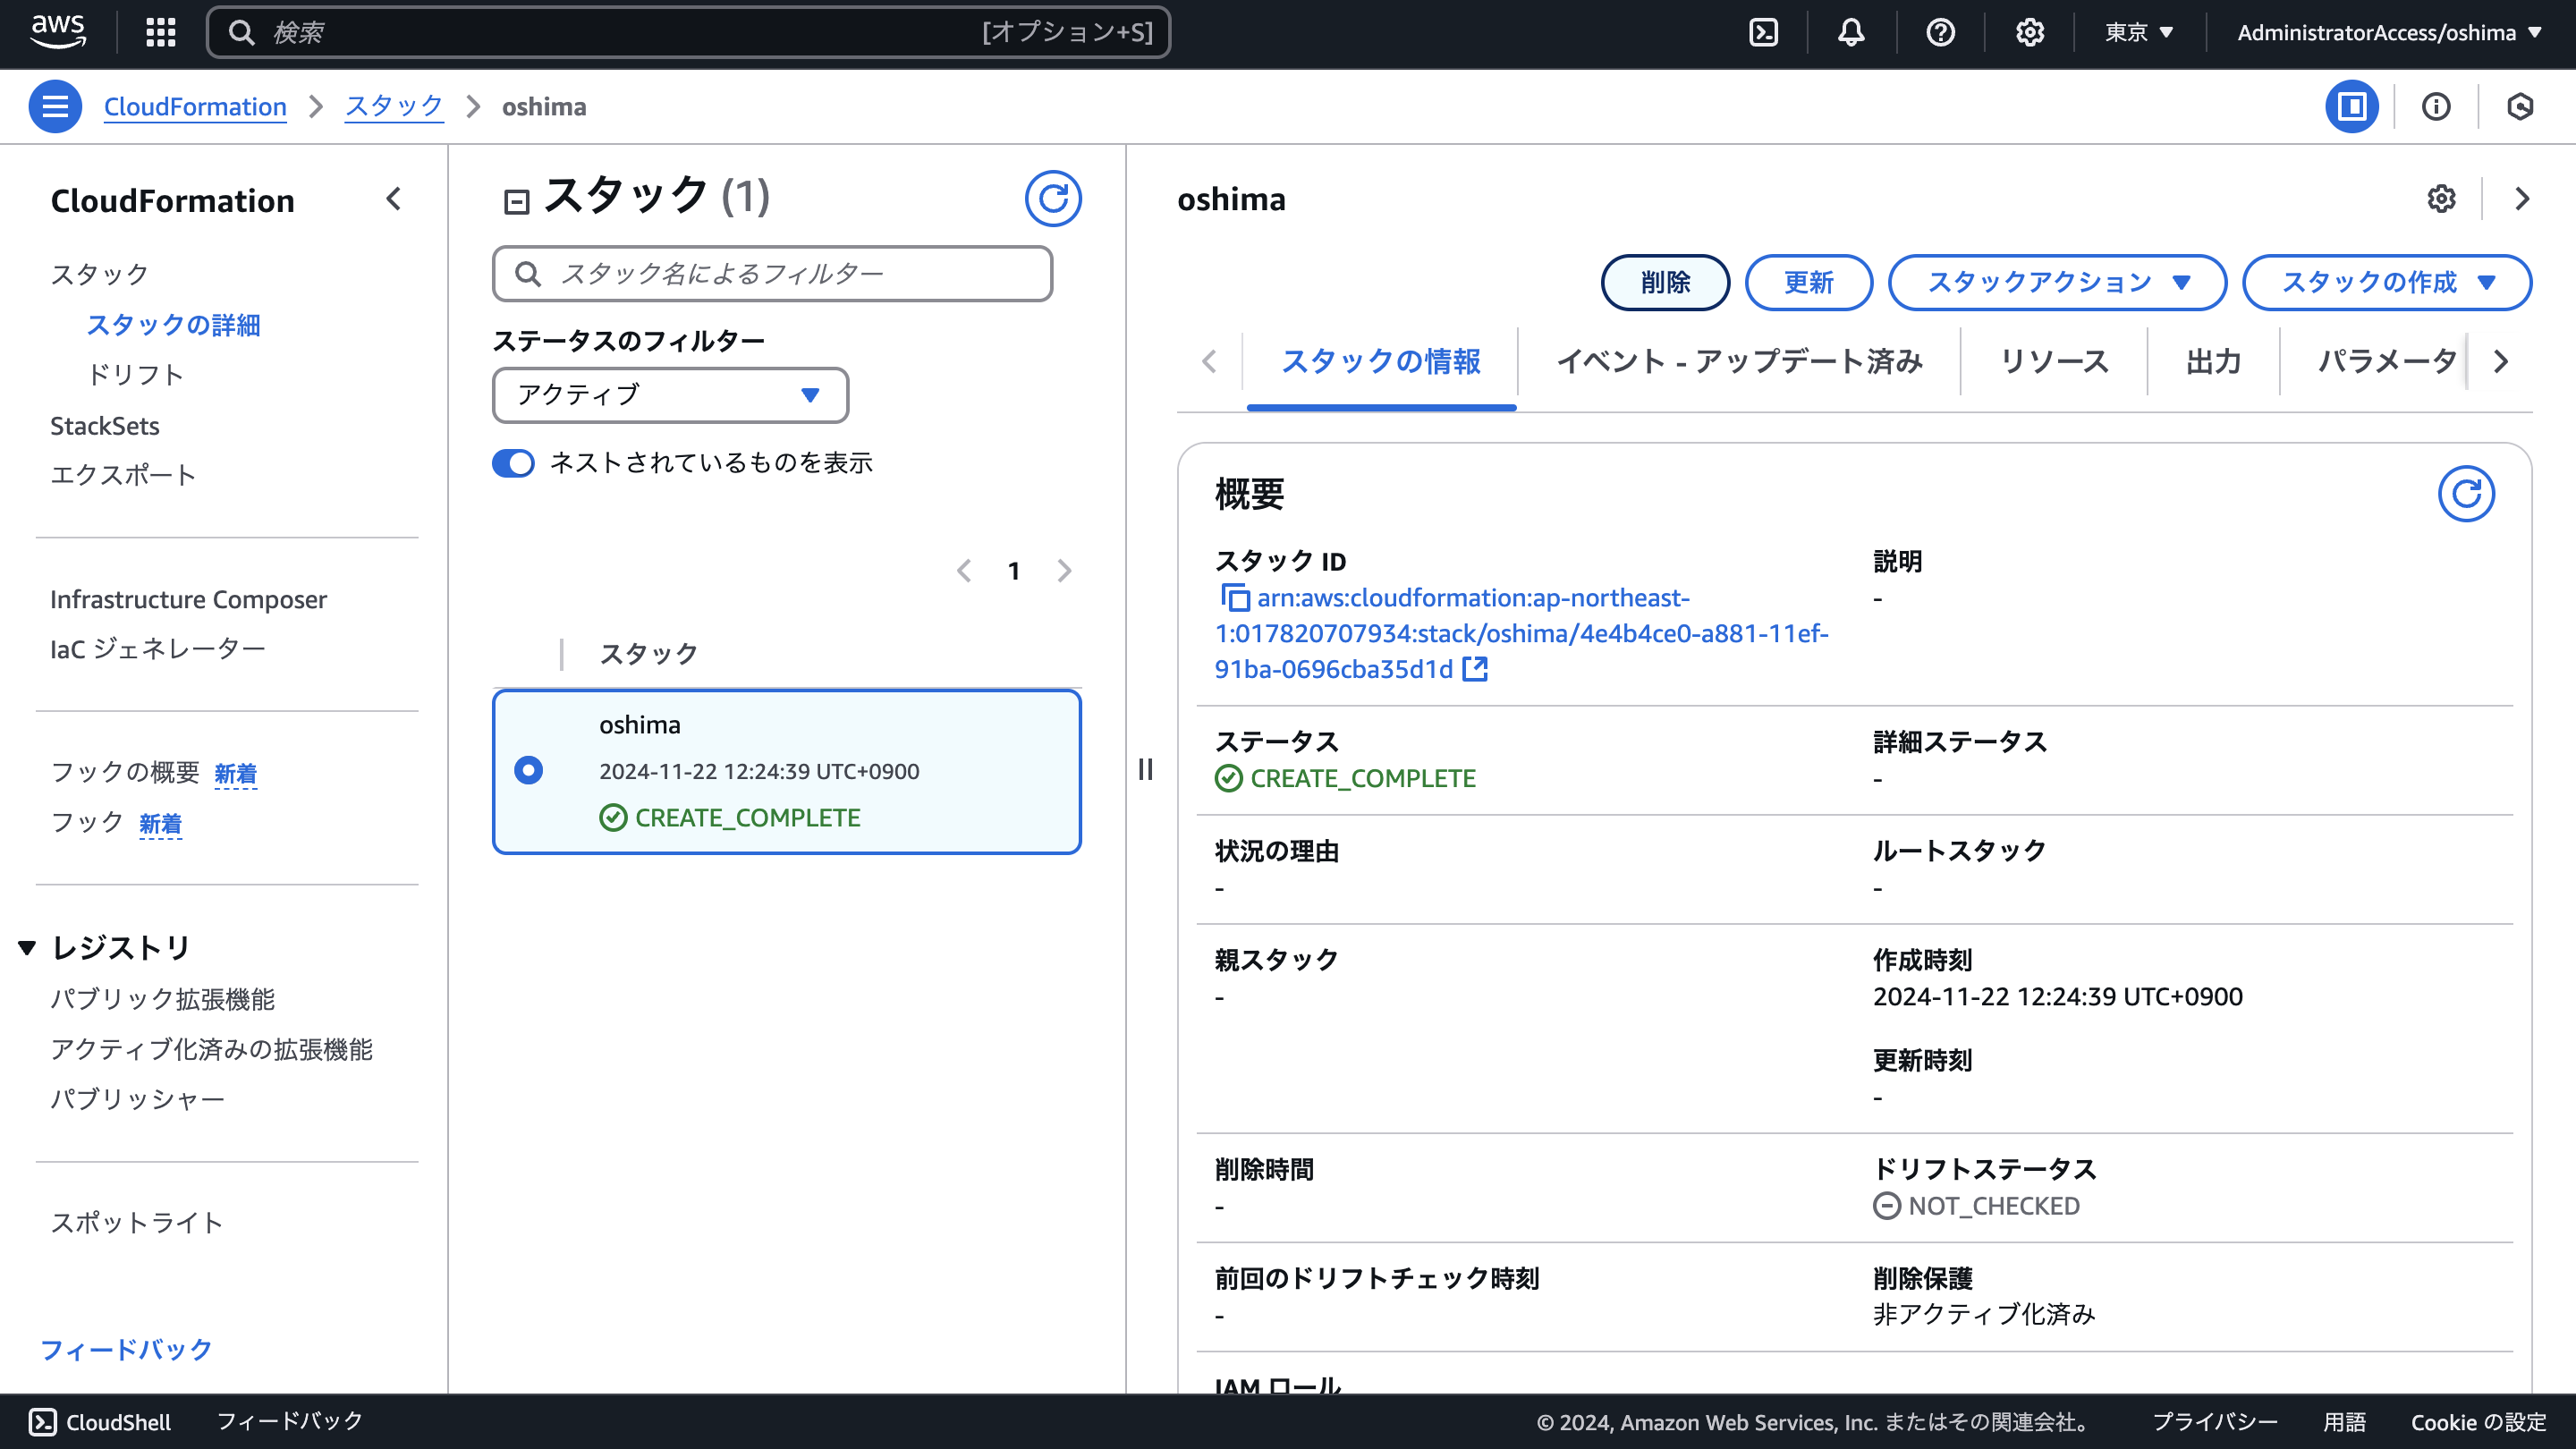 aws
検索
[オプション+S]
東京
AdministratorAccess/oshima
CloudFormation
スタック
oshima
CloudFormation
スタック
スタックの詳細
ドリフト
StackSets
エクスポート
Infrastructure Composer
IaC ジェネレーター
フックの概要 新着
フック 新着
レジストリ
パブリック拡張機能
アクティブ化済みの拡張機能
パブリッシャー
スポットライト
フィードバック
スタック (1)
スタック名によるフィルター
ステータスのフィルター
アクティブ
ネストされているものを表示
1
スタック
oshima
2024-11-22 12:24:39 UTC+0900
CREATE_COMPLETE
oshima
削除
更新
スタックアクション
スタックの作成
スタックの情報
イベント - アップデート済み
リソース
出力
パラメータ
概要
スタック ID
arn:aws:cloudformation:ap-northeast-
1:017820707934:stack/oshima/4e4b4ce0-a881-11ef-
91ba-0696cba35d1d
説明
-
ステータス
CREATE_COMPLETE
詳細ステータス
-
状況の理由
-
ルートスタック
-
親スタック
-
作成時刻
2024-11-22 12:24:39 UTC+0900
更新時刻
-
削除時間
-
ドリフトステータス
NOT_CHECKED
前回のドリフトチェック時刻
-
削除保護
非アクティブ化済み
IAM ロール
CloudShell
フィードバック
© 2024, Amazon Web Services, Inc. またはその関連会社。
プライバシー
用語
Cookie の設定